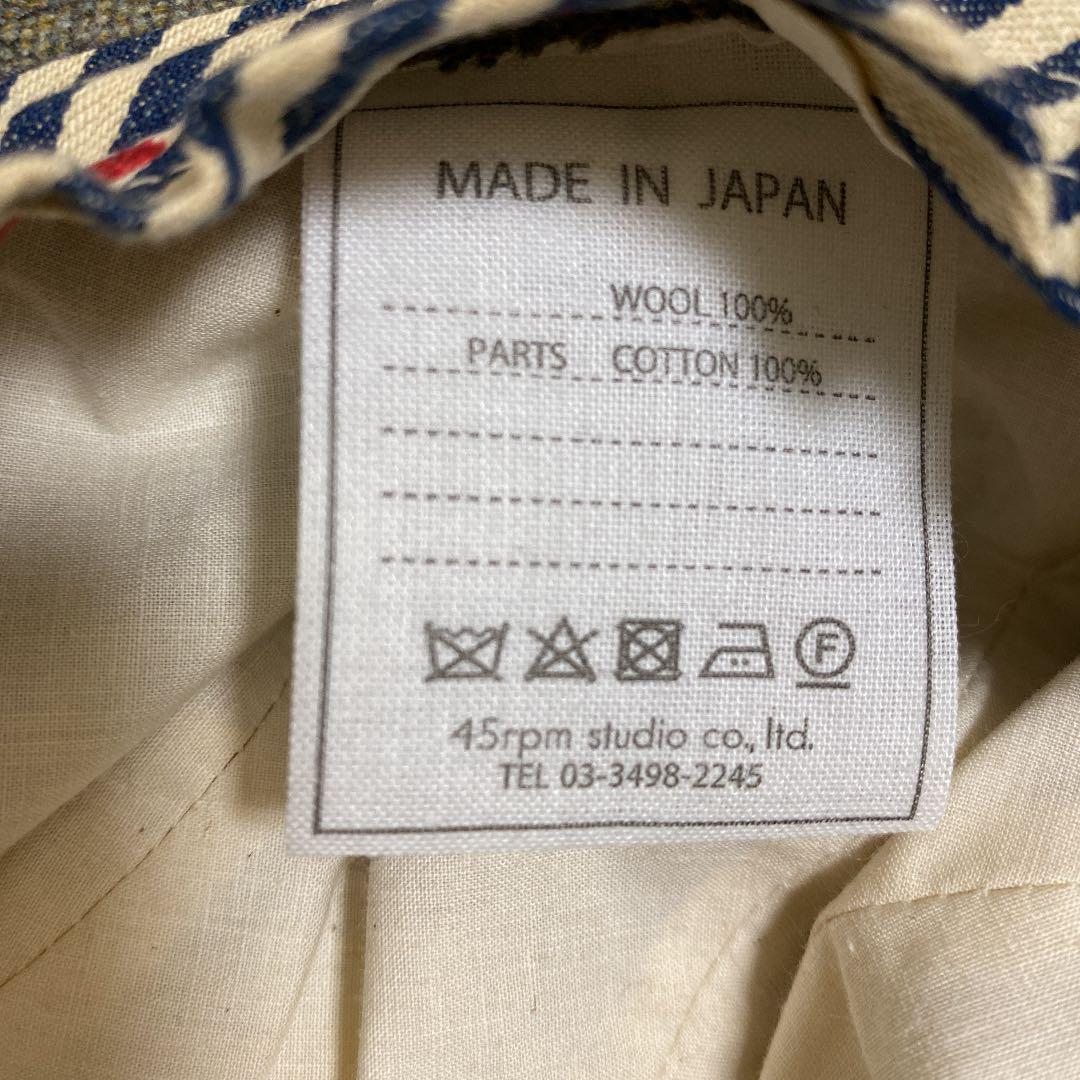 MADE IN JAPAN
WOOL 100%
PARTS COTTON 100%
F
45rpm studio co., ltd.
TEL 03-3498-2245